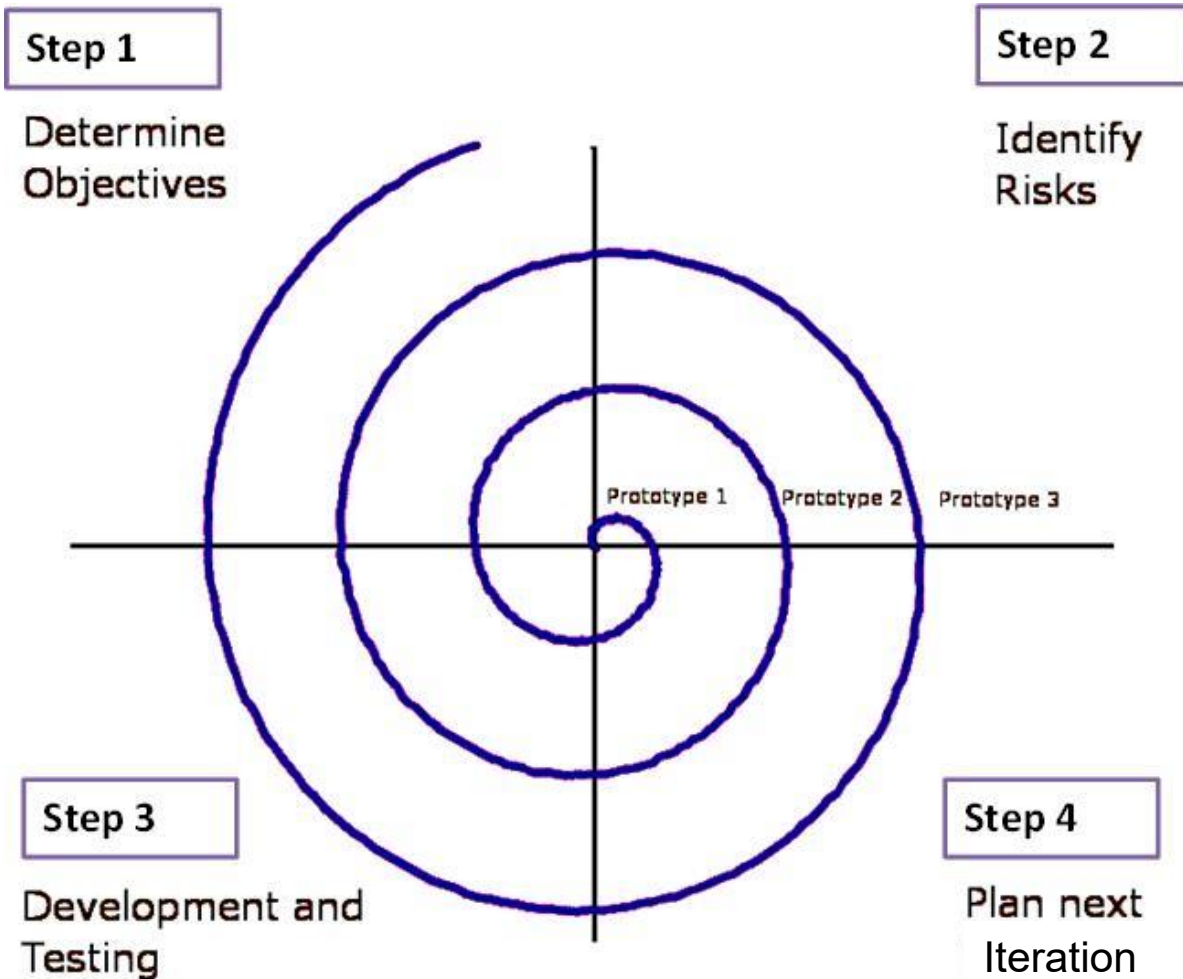 Step 1
Determine
Objectives
Step 2
Identify
Risks
Prototype 1
Prototype 2
Prototype 3
Step 3
Development and
Testing
Step 4
Plan next
Iteration